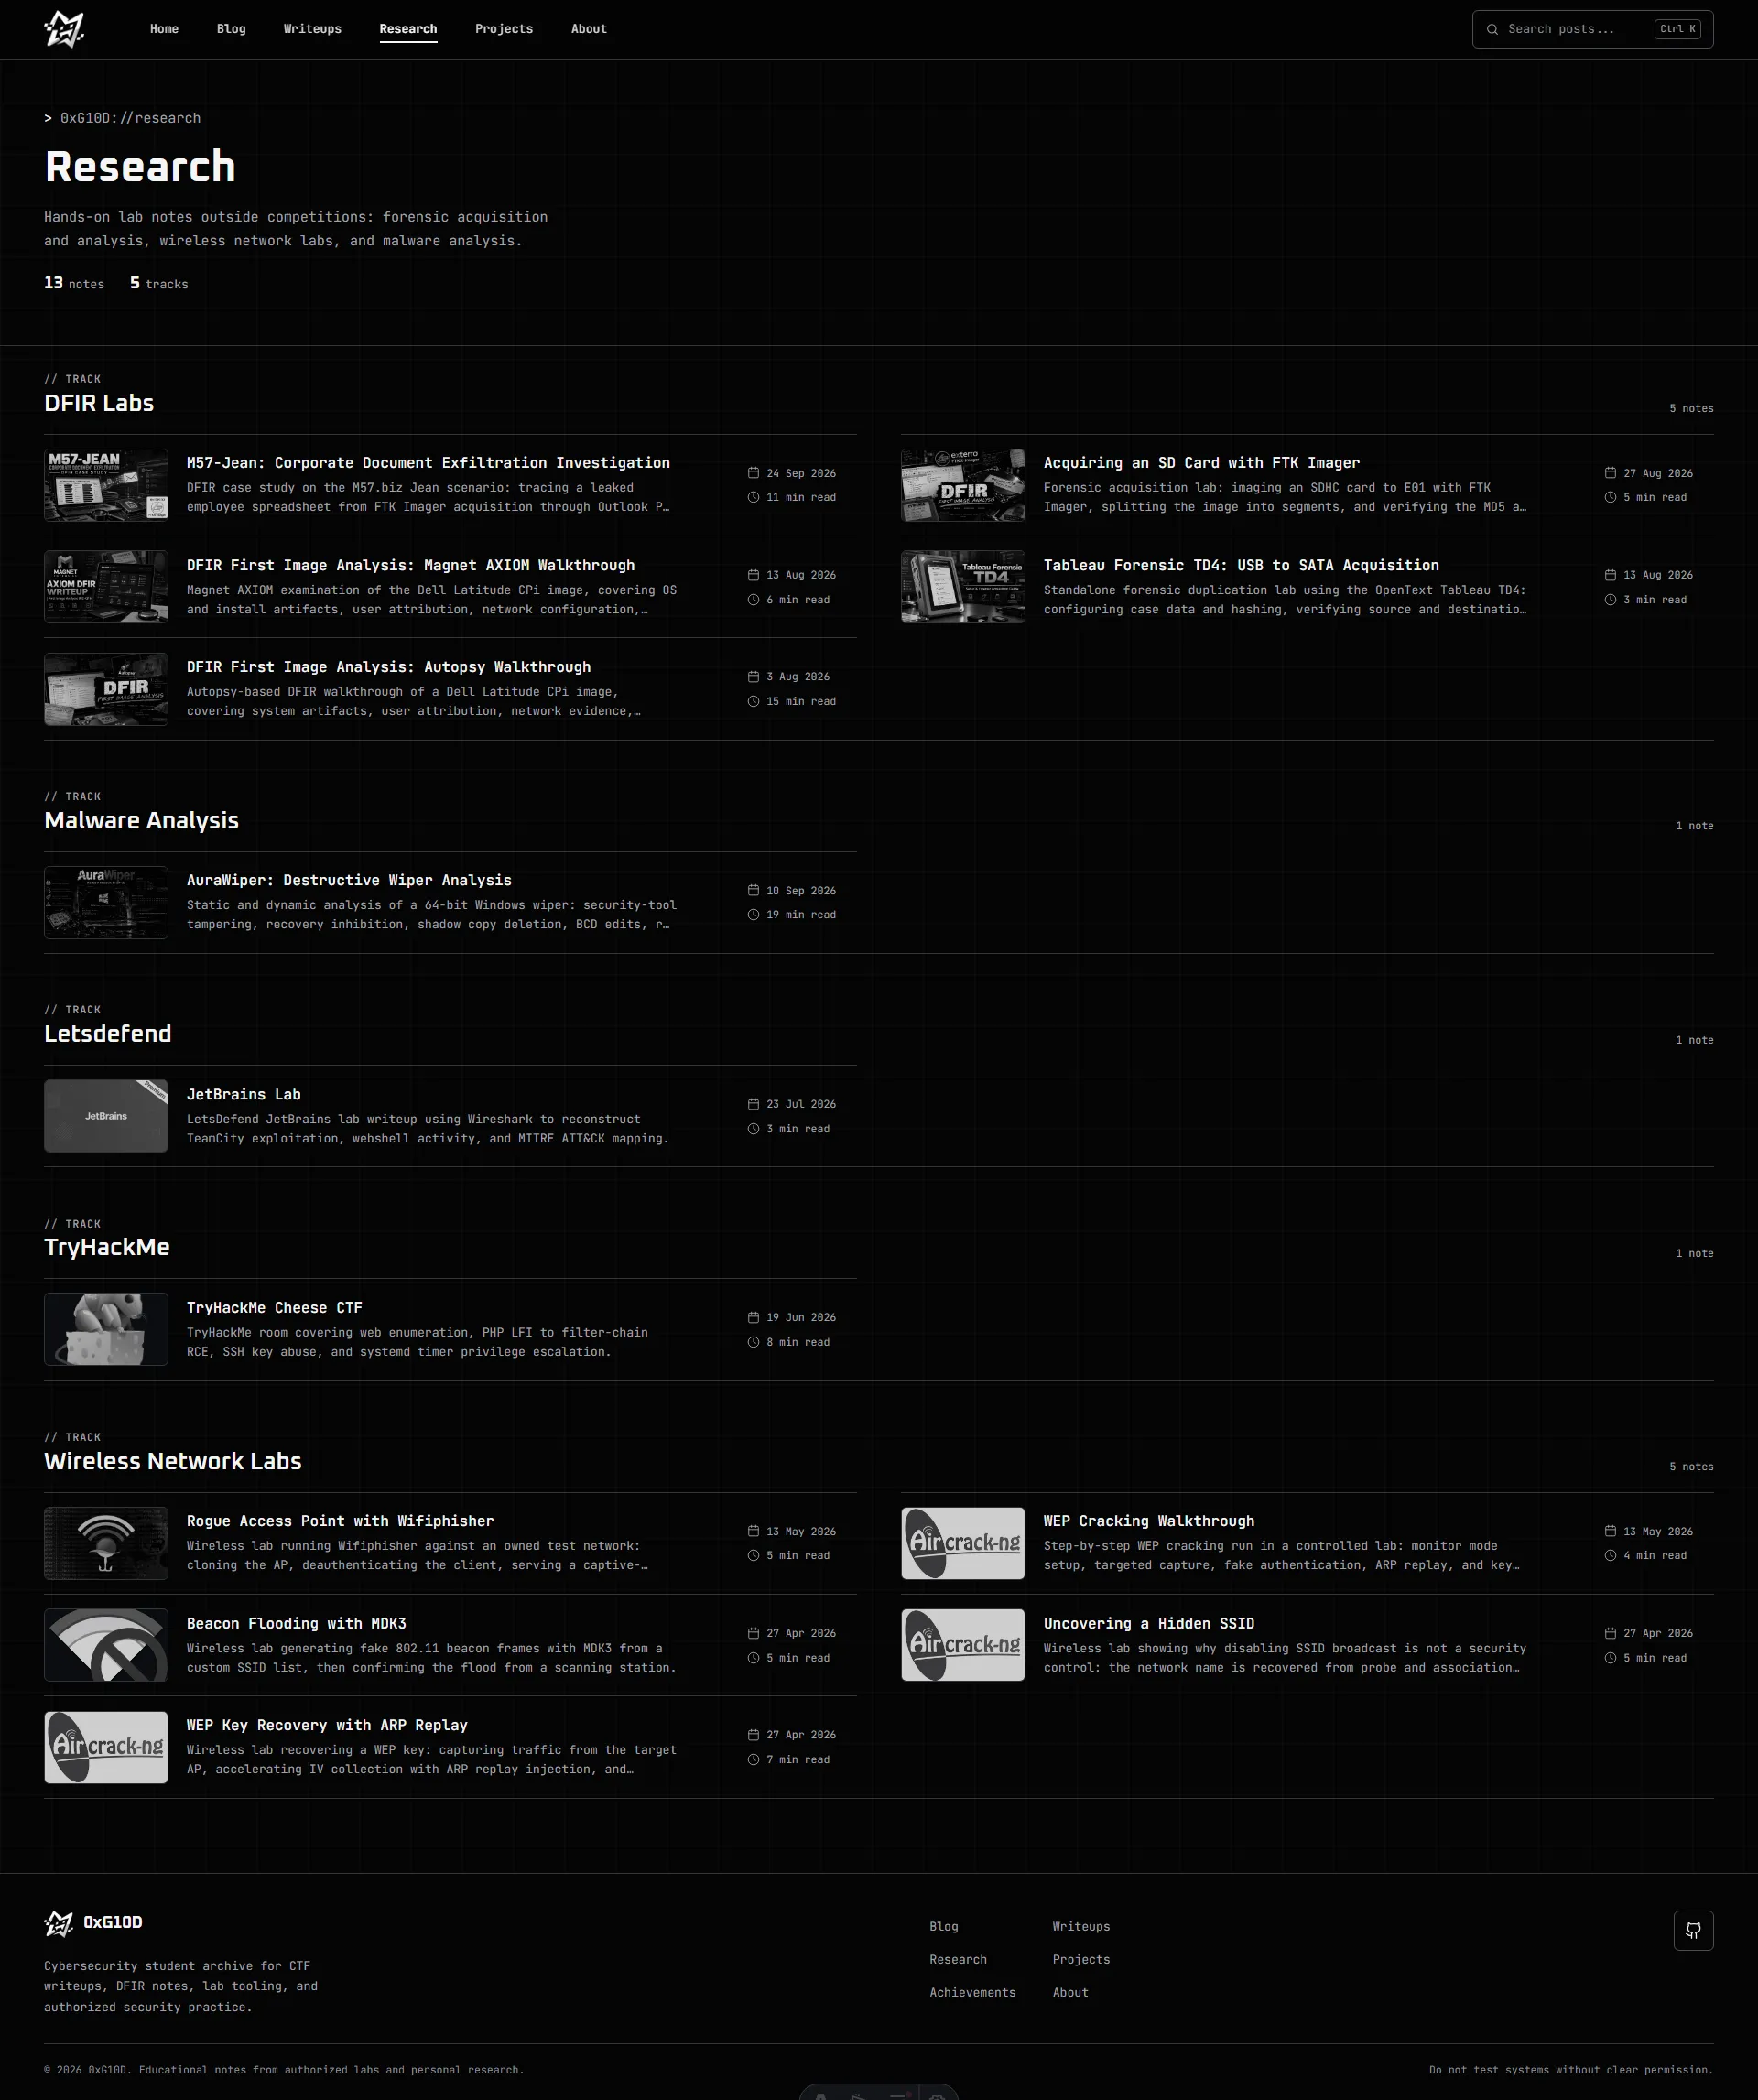 Home Blog Writeups Research Projects About
Search posts... Ctrl K
> 0xG10D://research
Research
Hands-on lab notes outside competitions: forensic acquisition
and analysis, wireless network labs, and malware analysis.
13 notes 5 tracks
// TRACK
DFIR Labs
5 notes
M57-JEAN
M57-Jean: Corporate Document Exfiltration Investigation
DFIR case study on the M57.biz Jean scenario: tracing a leaked
employee spreadsheet from FTK Imager acquisition through Outlook P…
24 Sep 2026
11 min read
exterro
DFIR
FIRST IMAGE ANALYSIS
Acquiring an SD Card with FTK Imager
Forensic acquisition lab: imaging an SDHC card to E01 with FTK
Imager, splitting the image into segments, and verifying the MD5 a…
27 Aug 2026
5 min read
MAGNET
AXIOM DFIR
WRITEUP
DFIR First Image Analysis: Magnet AXIOM Walkthrough
Magnet AXIOM examination of the Dell Latitude CPi image, covering OS
and install artifacts, user attribution, network configuration,…
13 Aug 2026
6 min read
Tableau Forensic
TD4
Tableau Forensic TD4: USB to SATA Acquisition
Standalone forensic duplication lab using the OpenText Tableau TD4:
configuring case data and hashing, verifying source and destinatio…
13 Aug 2026
3 min read
Autopsy
DFIR
FIRST IMAGE ANALYSIS
DFIR First Image Analysis: Autopsy Walkthrough
Autopsy-based DFIR walkthrough of a Dell Latitude CPi image,
covering system artifacts, user attribution, network evidence,…
3 Aug 2026
15 min read
// TRACK
Malware Analysis
1 note
AuraWiper
AuraWiper: Destructive Wiper Analysis
Static and dynamic analysis of a 64-bit Windows wiper: security-tool
tampering, recovery inhibition, shadow copy deletion, BCD edits, r…
10 Sep 2026
19 min read
// TRACK
Letsdefend
1 note
Premium
JetBrains
JetBrains Lab
LetsDefend JetBrains lab writeup using Wireshark to reconstruct
TeamCity exploitation, webshell activity, and MITRE ATT&CK mapping.
23 Jul 2026
3 min read
// TRACK
TryHackMe
1 note
TryHackMe Cheese CTF
TryHackMe room covering web enumeration, PHP LFI to filter-chain
RCE, SSH key abuse, and systemd timer privilege escalation.
19 Jun 2026
8 min read
// TRACK
Wireless Network Labs
5 notes
Rogue Access Point with Wifiphisher
Wireless lab running Wifiphisher against an owned test network:
cloning the AP, deauthenticating the client, serving a captive-…
13 May 2026
5 min read
Aircrack-ng
WEP Cracking Walkthrough
Step-by-step WEP cracking run in a controlled lab: monitor mode
setup, targeted capture, fake authentication, ARP replay, and key…
13 May 2026
4 min read
Beacon Flooding with MDK3
Wireless lab generating fake 802.11 beacon frames with MDK3 from a
custom SSID list, then confirming the flood from a scanning station.
27 Apr 2026
5 min read
Aircrack-ng
Uncovering a Hidden SSID
Wireless lab showing why disabling SSID broadcast is not a security
control: the network name is recovered from probe and association…
27 Apr 2026
5 min read
Aircrack-ng
WEP Key Recovery with ARP Replay
Wireless lab recovering a WEP key: capturing traffic from the target
AP, accelerating IV collection with ARP replay injection, and…
27 Apr 2026
7 min read
0xG10D
Cybersecurity student archive for CTF
writeups, DFIR notes, lab tooling, and
authorized security practice.
Blog Writeups
Research Projects
Achievements About
© 2026 0xG10D. Educational notes from authorized labs and personal research.
Do not test systems without clear permission.